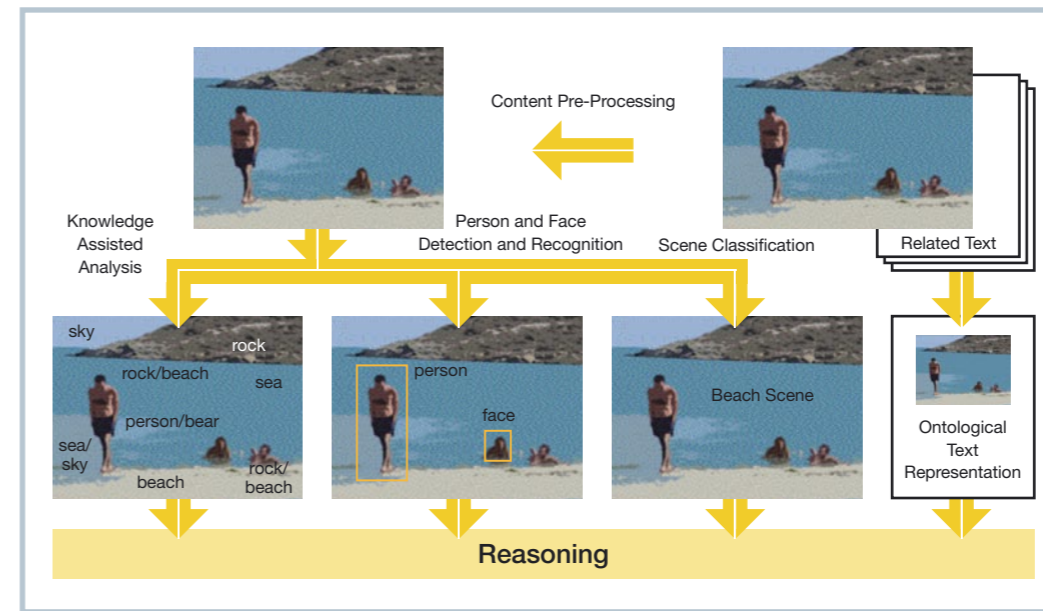 Content Pre-Processing
Knowledge
Assisted
Analysis
Person and Face
Detection and Recognition
Scene Classification
Related Text
sky
rock
rock/beach
sea
person/bear
sea/
sky
beach
rock/
beach
person
face
Beach Scene
Ontological
Text
Representation
Reasoning